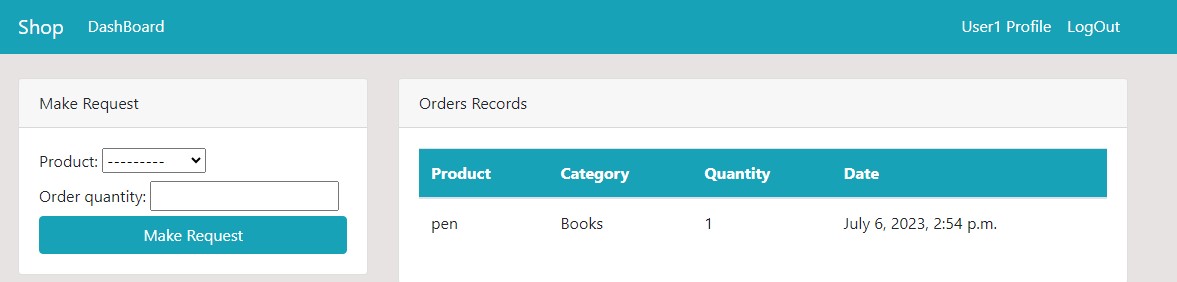 Shop DashBoard User1 Profile LogOut
Make Request
Product: ---------
Order quantity:
Make Request
Orders Records
Product Category Quantity Date
pen Books 1 July 6, 2023, 2:54 p.m.